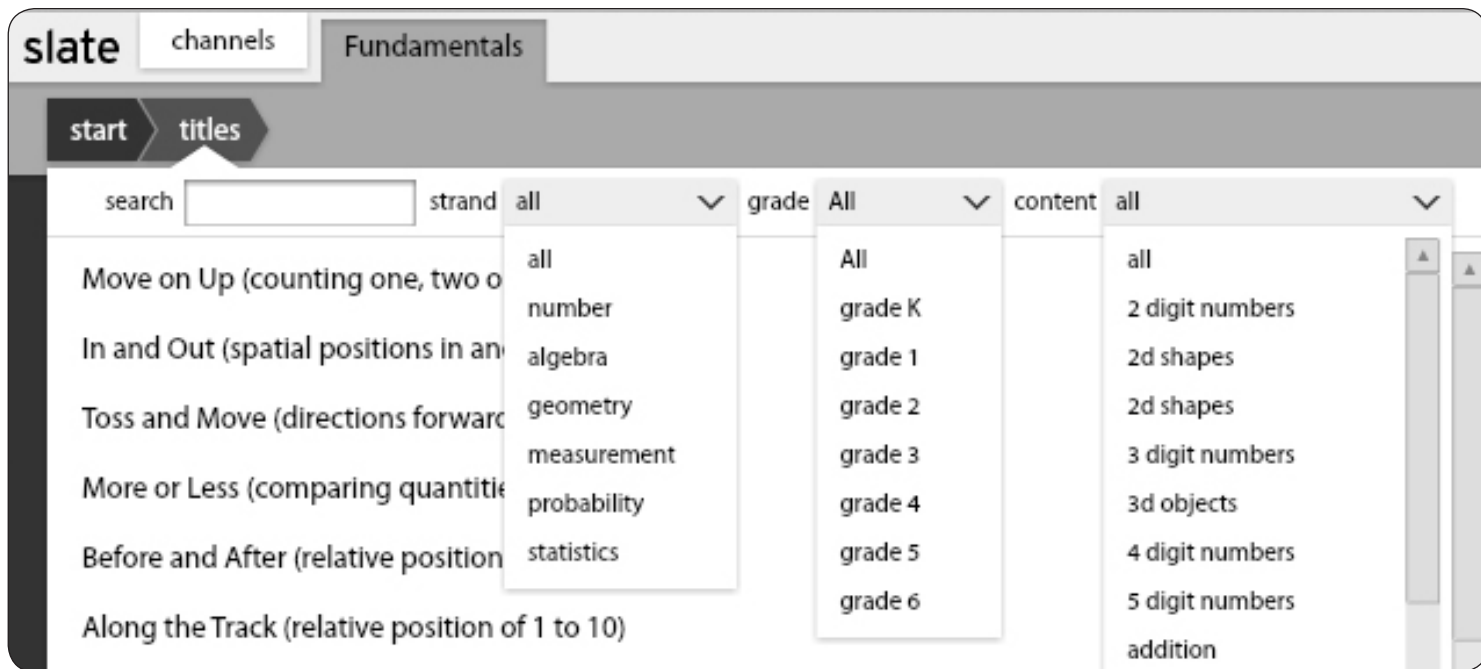 slate channels Fundamentals
start titles
search strand all grade All content all
Move on Up (counting one, two o
In and Out (spatial positions in an
Toss and Move (directions forward
More or Less (comparing quantitie
Before and After (relative position
Along the Track (relative position of 1 to 10)
all
number
algebra
geometry
measurement
probability
statistics
All
grade K
grade 1
grade 2
grade 3
grade 4
grade 5
grade 6
all
2 digit numbers
2d shapes
2d shapes
3 digit numbers
3d objects
4 digit numbers
5 digit numbers
addition